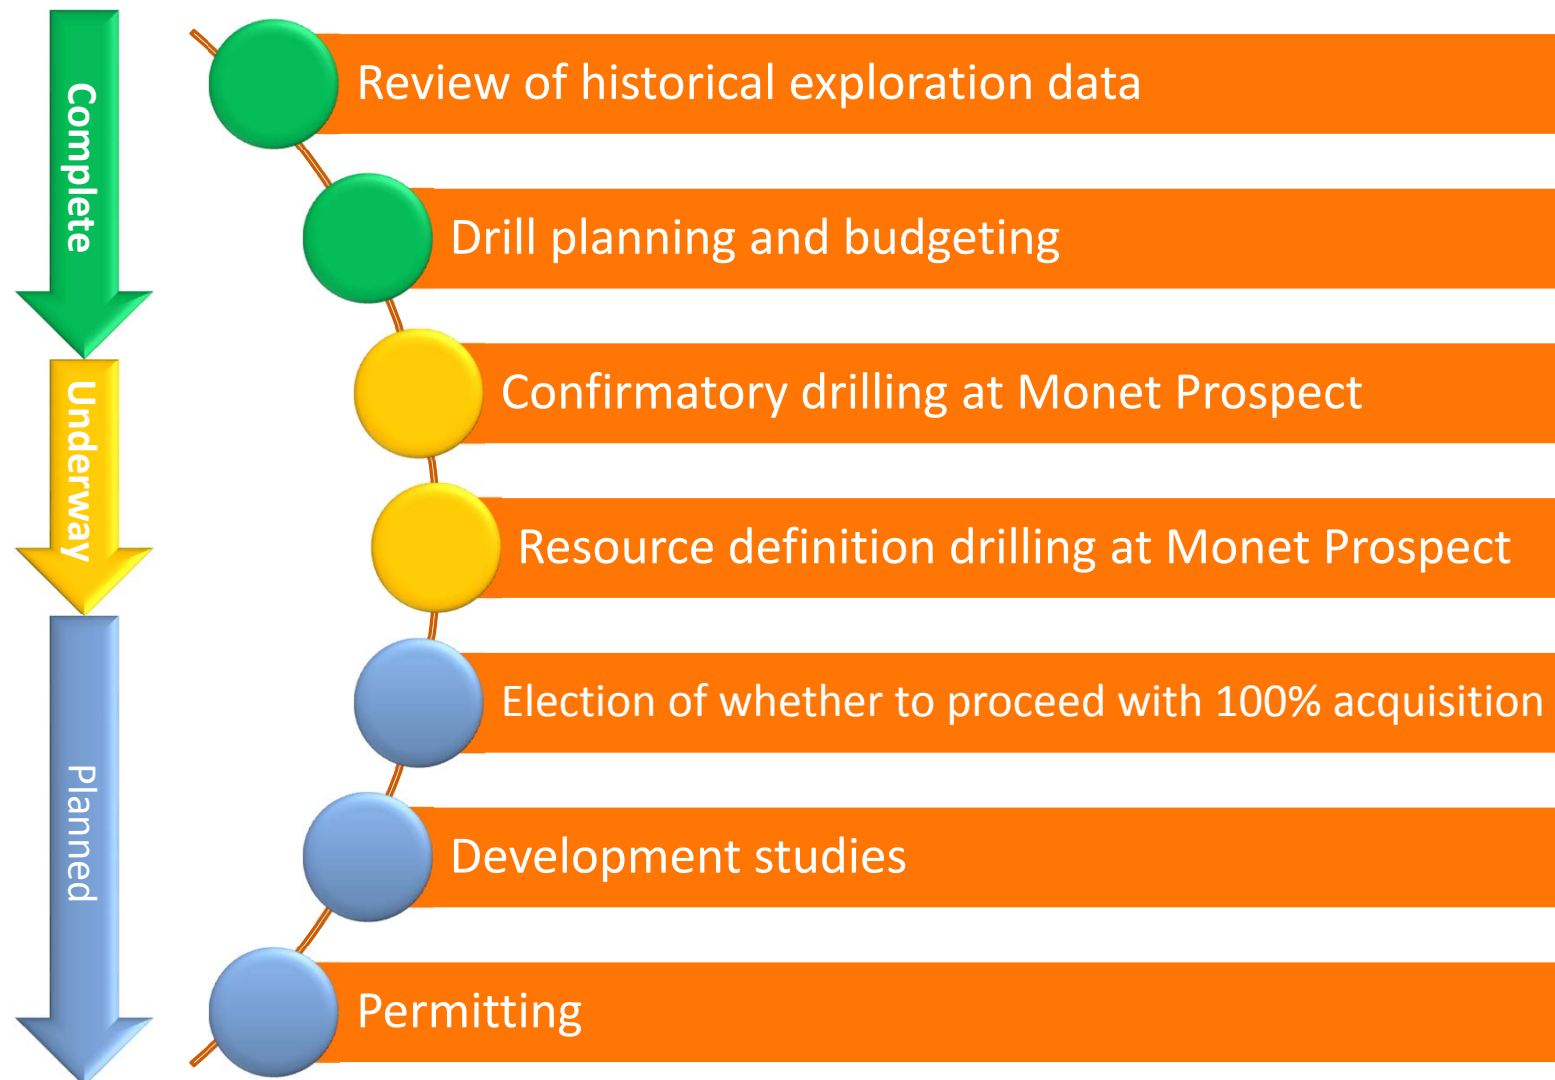 Complete
Review of historical exploration data
Drill planning and budgeting
Underway
Confirmatory drilling at Monet Prospect
Resource definition drilling at Monet Prospect
Planned
Election of whether to proceed with 100% acquisition
Development studies
Permitting